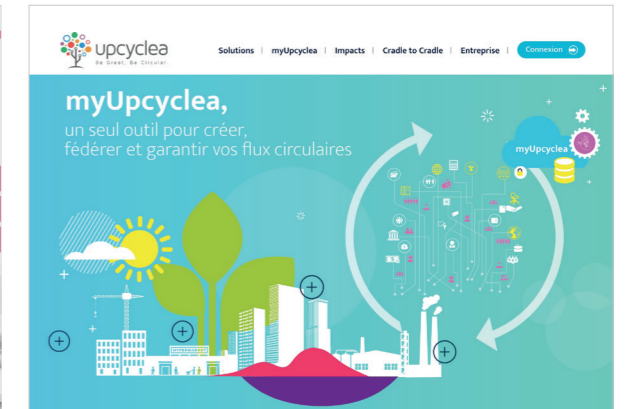 upcyclea
Be Great, Be Circular.
Solutions | myUpcyclea | Impacts | Cradle to Cradle | Entreprise | Connexion
myUpcyclea,
un seul outil pour créer,
fédérer et garantir vos flux circulaires
myUpcyclea
HYPERMARKET